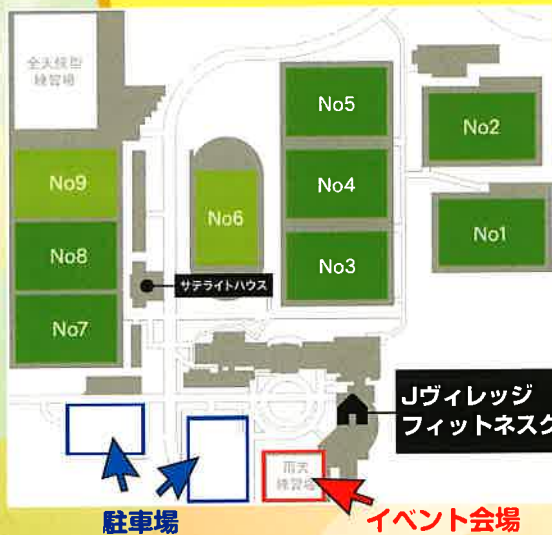 全天候型
練習場
No5
No2
No9
No4
No6
No1
No8
No3
サテライトハウス
No7
Jヴィレッジ
フィットネスク
雨天
練習場
駐車場
イベント会場